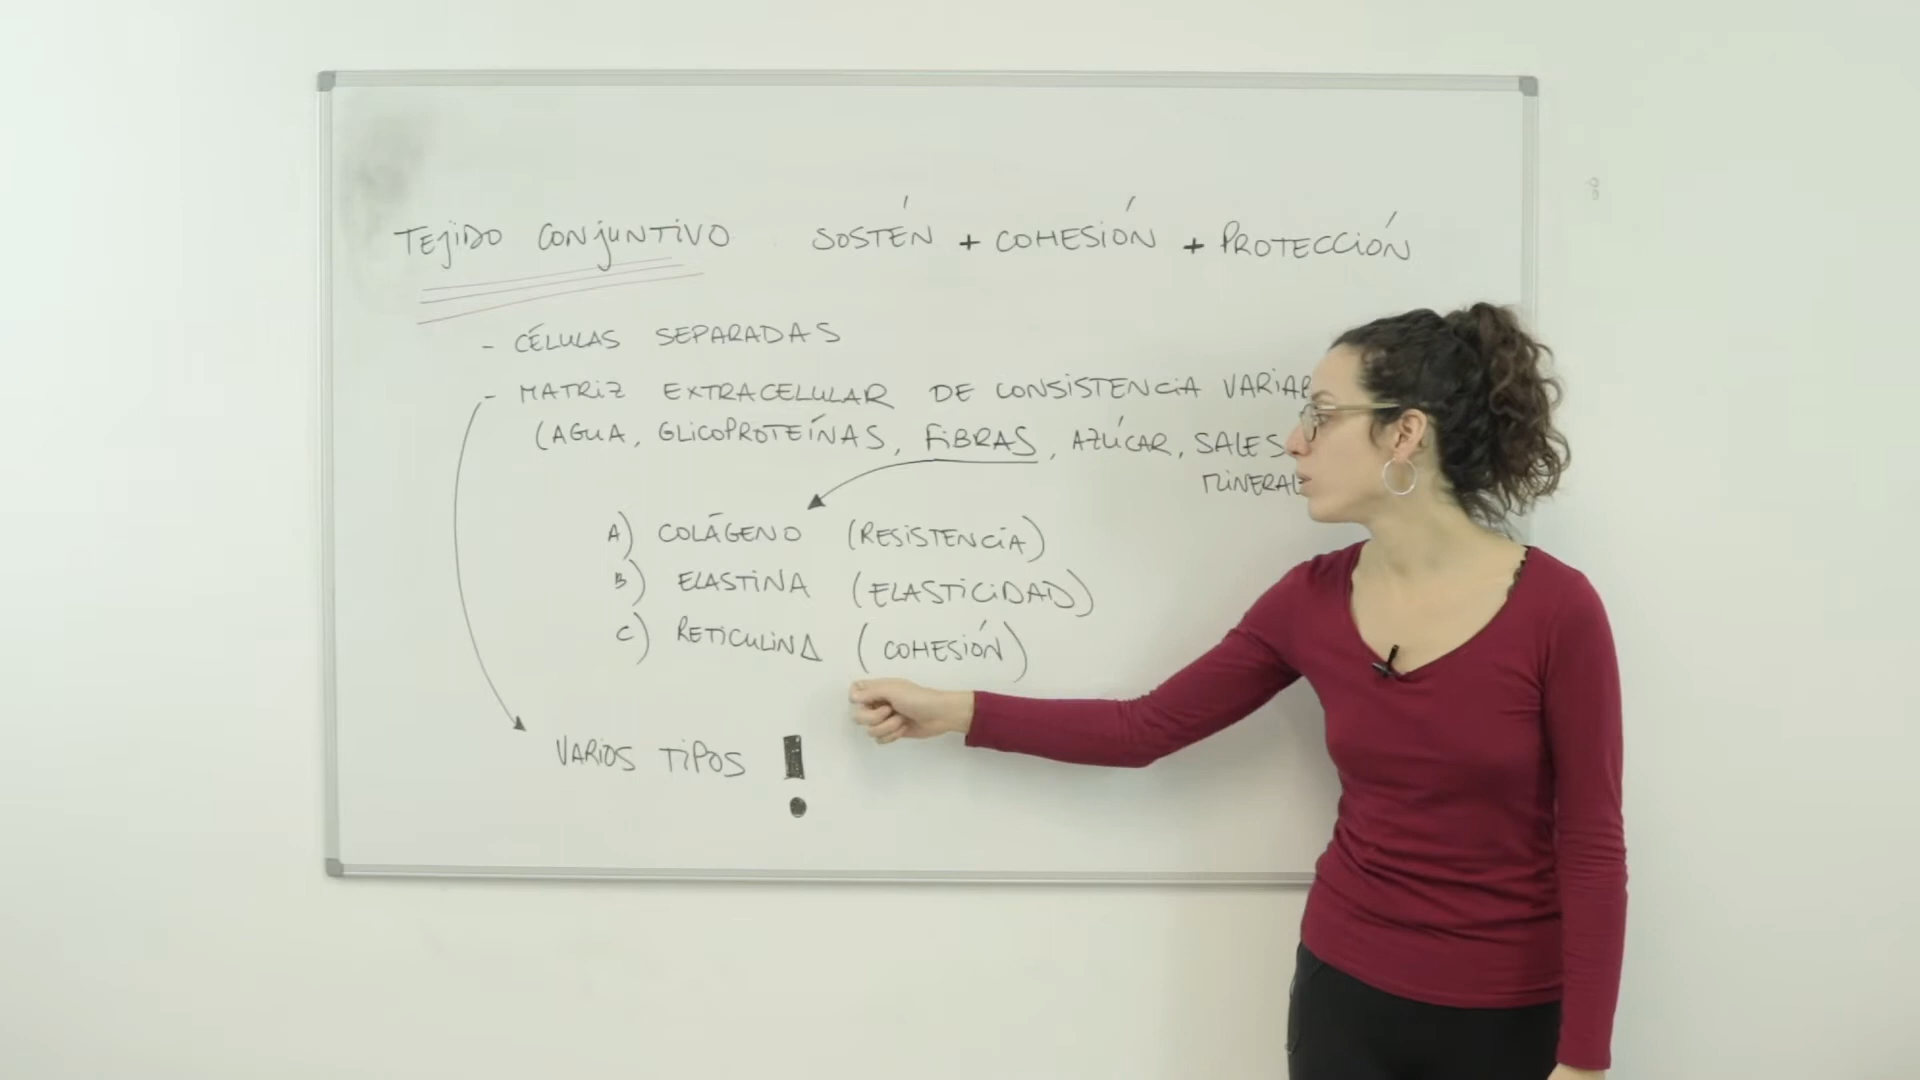 TEJIDO CONJUNTIVO SOSTÉN + COHESIÓN + PROTECCIÓN
- CÉLULAS SEPARADAS
- MATRIZ EXTRACELULAR DE CONSISTENCIA
(AGUA, GLICOPROTEÍNAS, FIBRAS, AZÚCAR, SALES
A) COLÁGENO (RESISTENCIA)
B) ELASTINA (ELASTICIDAD)
C) RETICULINA (COHESIÓN)
VARIOS TIPOS !